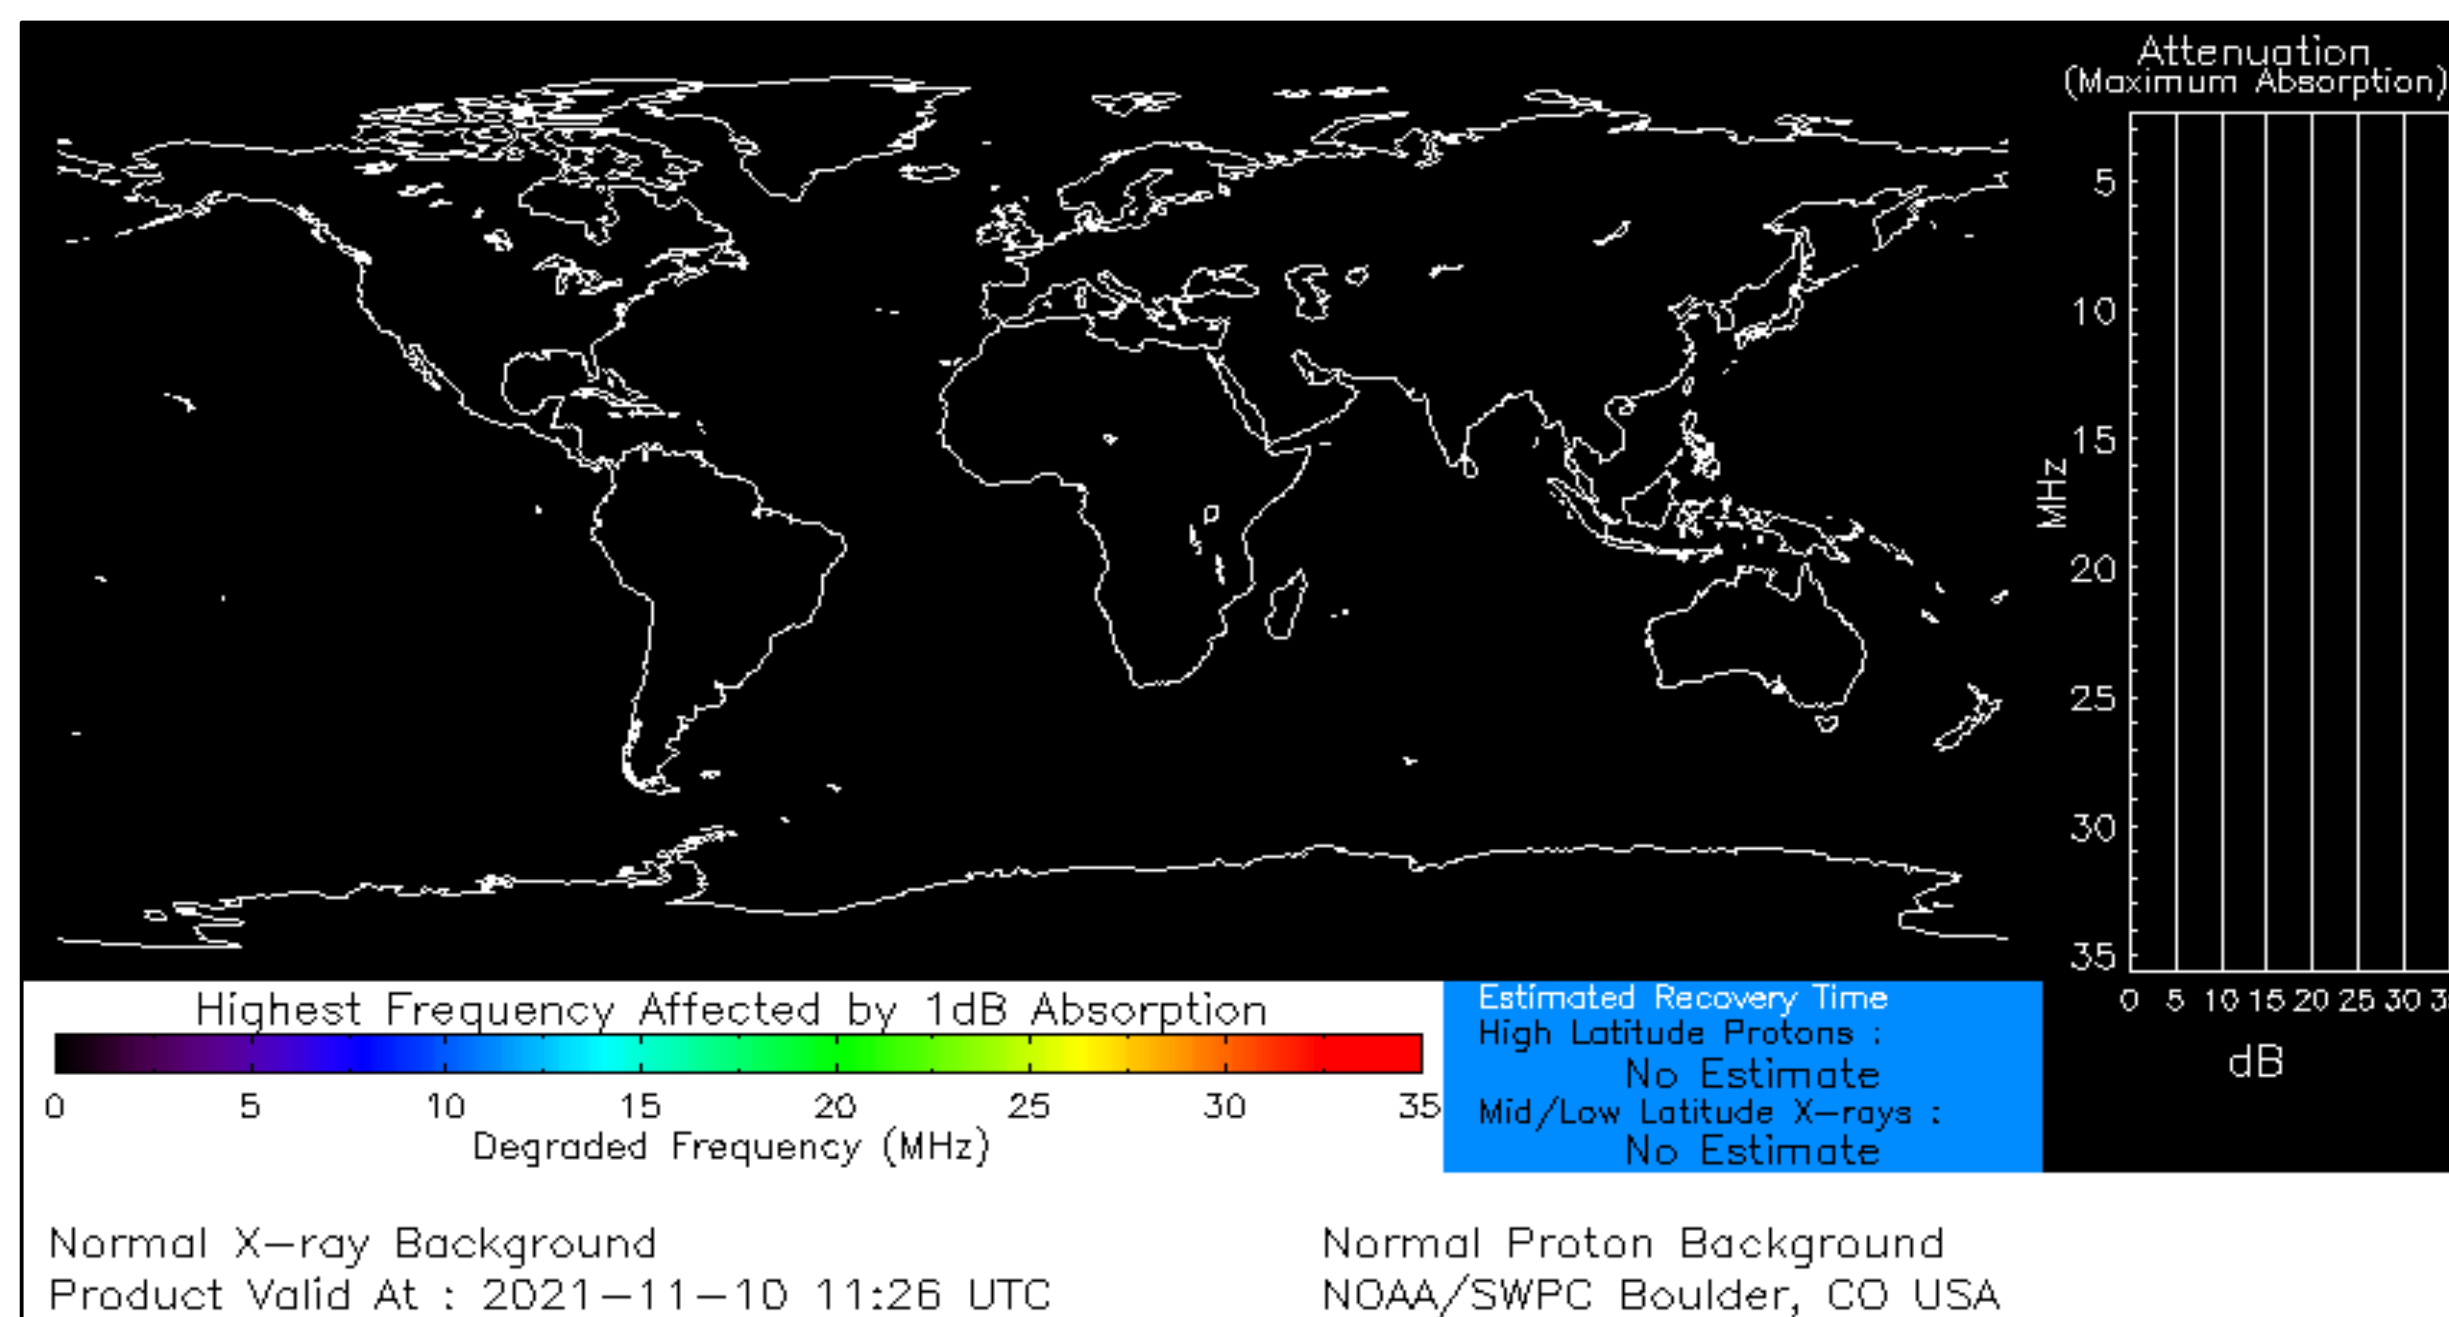 Attenuation
(Maximum Absorption)
5
10
15
20
25
30
35
MHz
0 5 10 15 20 25 30
dB
Highest Frequency Affected by 1dB Absorption
0 5 10 15 20 25 30 35
Degraded Frequency (MHz)
Estimated Recovery Time
High Latitude Protons :
No Estimate
Mid/Low Latitude X-rays :
No Estimate
Normal X-ray Background
Normal Proton Background
Product Valid At : 2021-11-10 11:26 UTC
NOAA/SWPC Boulder, CO USA